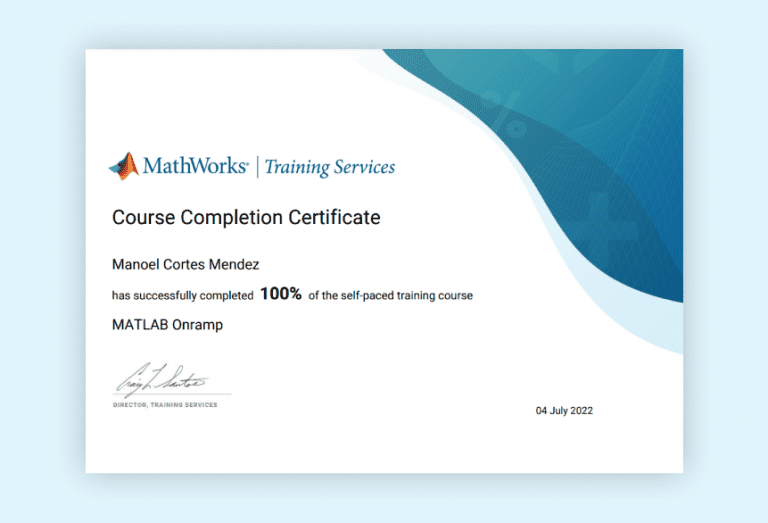 MathWorks® | Training Services
Course Completion Certificate
Manoel Cortes Mendez
has successfully completed 100% of the self-paced training course
MATLAB Onramp
DIRECTOR, TRAINING SERVICES
04 July 2022